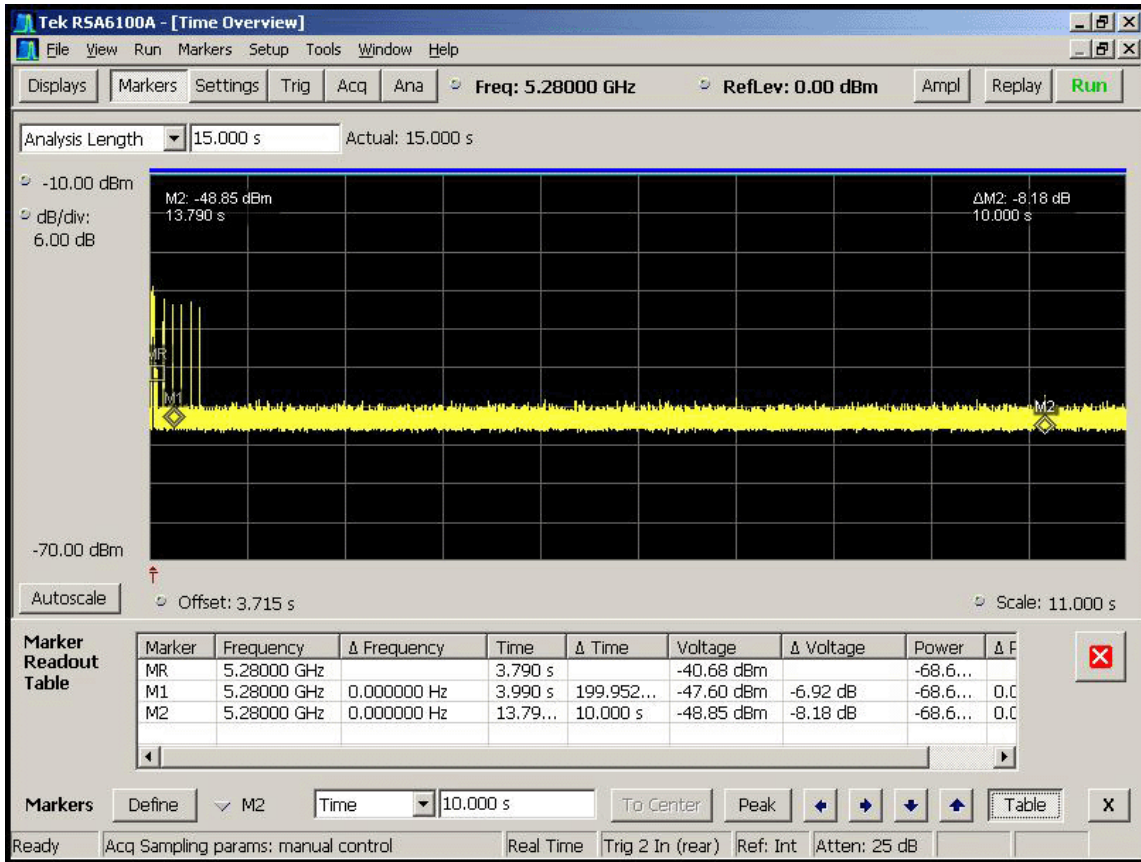 Tek RSA6100A - [Time Overview]
File View Run Markers Setup Tools Window Help
Displays Markers Settings Trig Acq Ana Freq: 5.28000 GHz RefLev: 0.00 dBm Ampl Replay Run
Analysis Length 15.000 s Actual: 15.000 s
-10.00 dBm
dB/div:
6.00 dB
M2: -48.85 dBm
13.790 s
ΔM2: -8.18 dB
10.000 s
MR
M1
M2
-70.00 dBm
Autoscale Offset: 3.715 s Scale: 11.000 s
Marker
Readout
Table
Marker Frequency Δ Frequency Time Δ Time Voltage Δ Voltage Power Δ P
MR 5.28000 GHz 3.790 s -40.68 dBm -68.6...
M1 5.28000 GHz 0.000000 Hz 3.990 s 199.952... -47.60 dBm -6.92 dB -68.6... 0.0
M2 5.28000 GHz 0.000000 Hz 13.79... 10.000 s -48.85 dBm -8.18 dB -68.6... 0.0
Markers Define M2 Time 10.000 s To Center Peak Table X
Ready Acq Sampling params: manual control Real Time Trig 2 In (rear) Ref: Int Atten: 25 dB